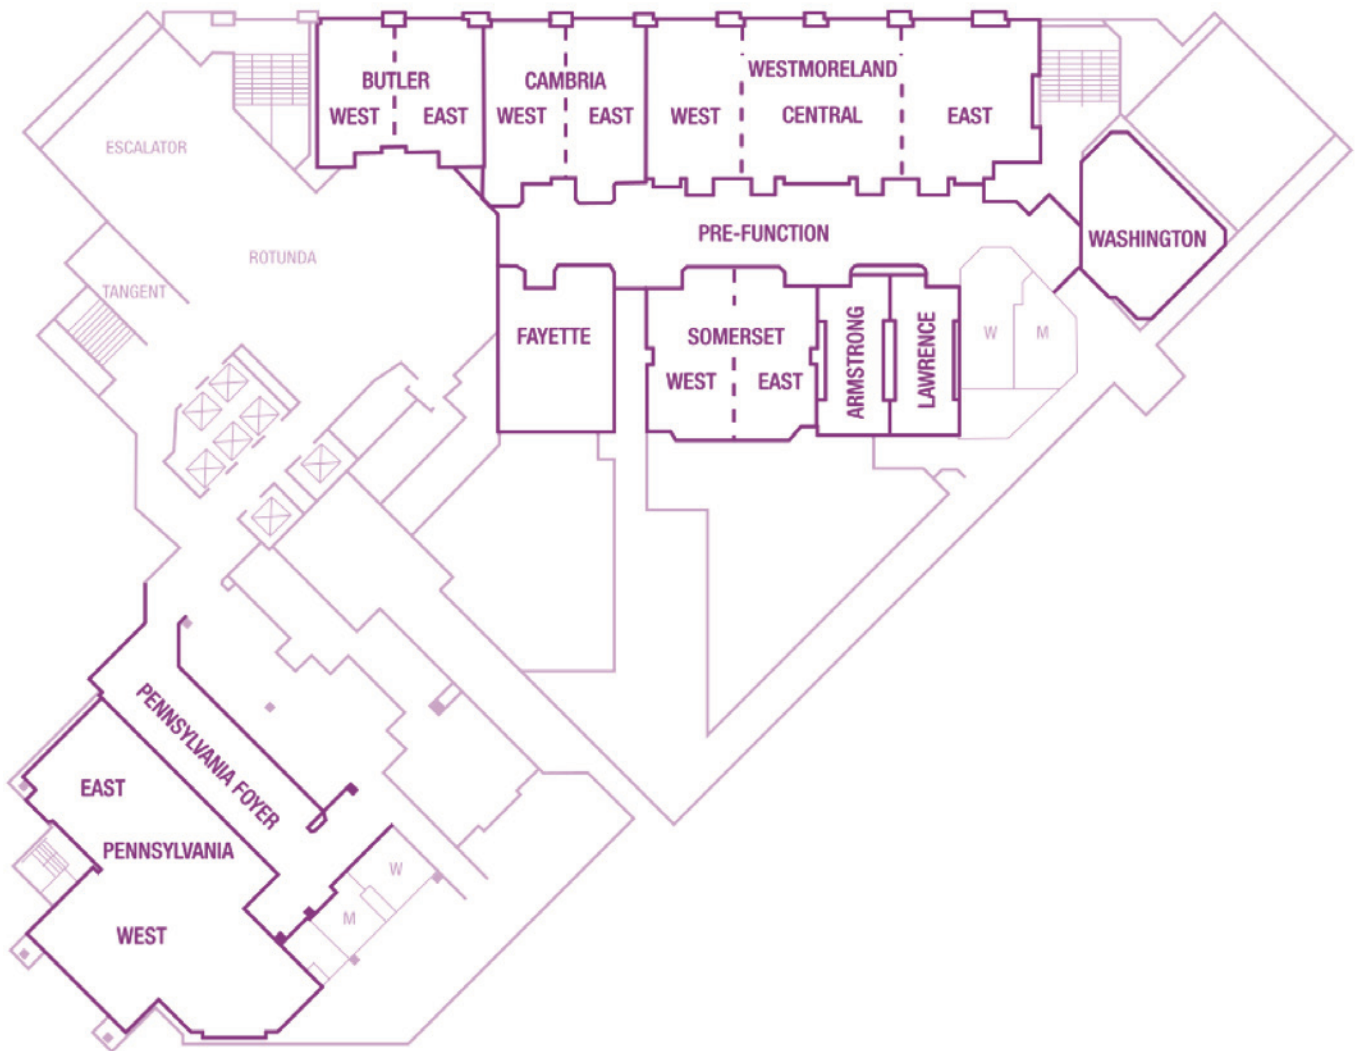 BUTLER
WEST
EAST
CAMBRIA
WEST
EAST
WESTMORELAND
WEST
CENTRAL
EAST
ESCALATOR
ROTUNDA
TANGENT
PRE-FUNCTION
WASHINGTON
FAYETTE
SOMERSET
WEST
EAST
ARMSTRONG
LAWRENCE
W
M
PENNSYLVANIA FOYER
EAST
PENNSYLVANIA
WEST
W
M